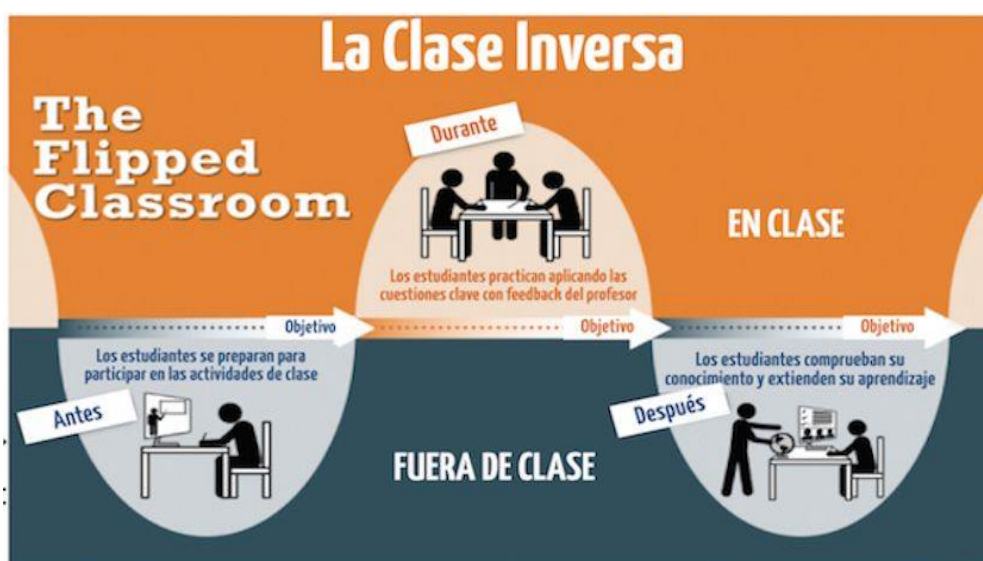 La Clase Inversa
The
Flipped
Classroom
Durante
Los estudiantes practican aplicando las
cuestiones clave con feedback del profesor
EN CLASE
Objetivo
Objetivo
Objetivo
Los estudiantes se preparan para
participar en las actividades de clase
Antes
FUERA DE CLASE
Los estudiantes comprueban su
conocimiento y extienden su aprendizaje
Después